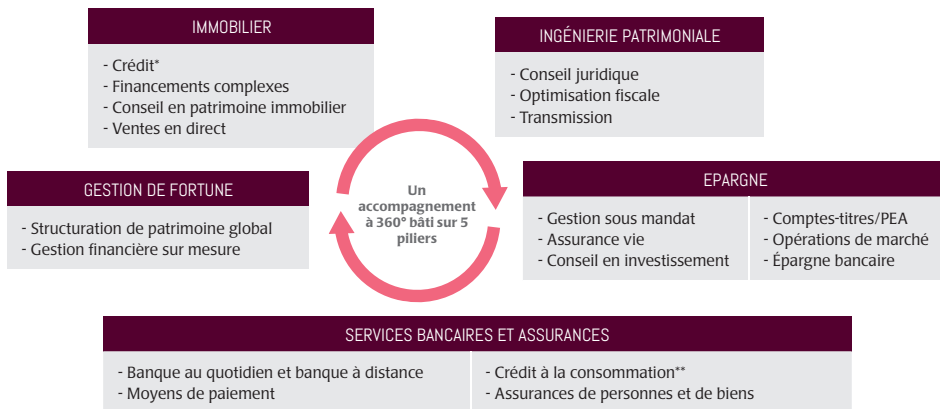 IMMOBILIER
- Crédit*
- Financements complexes
- Conseil en patrimoine immobilier
- Ventes en direct
INGÉNIERIE PATRIMONIALE
- Conseil juridique
- Optimisation fiscale
- Transmission
GESTION DE FORTUNE
- Structuration de patrimoine global
- Gestion financière sur mesure
Un
accompagnement
à 360° bâti sur 5
piliers
EPARGNE
- Gestion sous mandat
- Assurance vie
- Conseil en investissement
- Comptes-titres/PEA
- Opérations de marché
- Épargne bancaire
SERVICES BANCAIRES ET ASSURANCES
- Banque au quotidien et banque à distance
- Moyens de paiement
- Crédit à la consommation**
- Assurances de personnes et de biens